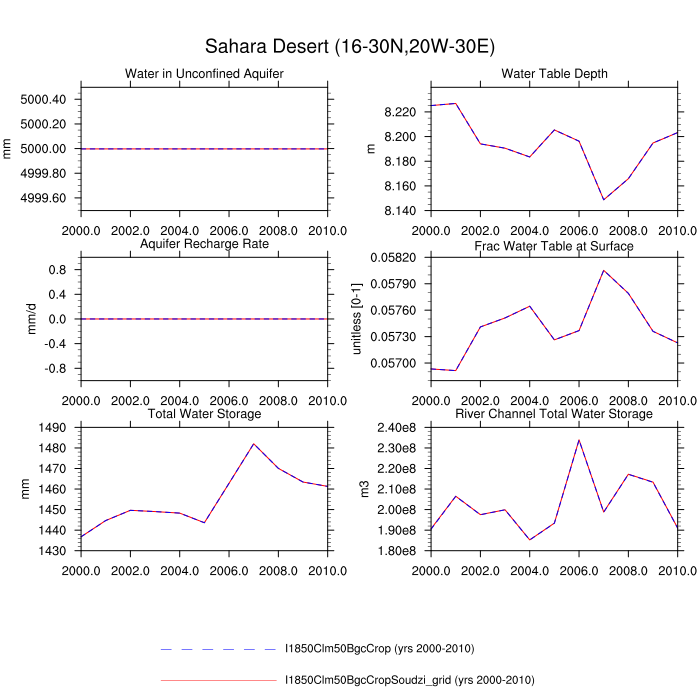 Sahara Desert (16-30N,20W-30E)
Water in Unconfined Aquifer
5000.40
5000.20
5000.00
4999.80
4999.60
mm
2000.0 2002.0 2004.0 2006.0 2008.0 2010.0
Water Table Depth
8.220
8.200
8.180
8.160
8.140
m
2000.0 2002.0 2004.0 2006.0 2008.0 2010.0
Aquifer Recharge Rate
0.8
0.4
0.0
-0.4
-0.8
mm/d
2000.0 2002.0 2004.0 2006.0 2008.0 2010.0
Frac Water Table at Surface
0.05820
0.05790
0.05760
0.05730
0.05700
unitless [0-1]
2000.0 2002.0 2004.0 2006.0 2008.0 2010.0
Total Water Storage
1490
1480
1470
1460
1450
1440
1430
mm
2000.0 2002.0 2004.0 2006.0 2008.0 2010.0
River Channel Total Water Storage
2.40e8
2.30e8
2.20e8
2.10e8
2.00e8
1.90e8
1.80e8
m3
2000.0 2002.0 2004.0 2006.0 2008.0 2010.0
I1850Clm50BgcCrop (yrs 2000-2010)
I1850Clm50BgcCropSoudzi_grid (yrs 2000-2010)